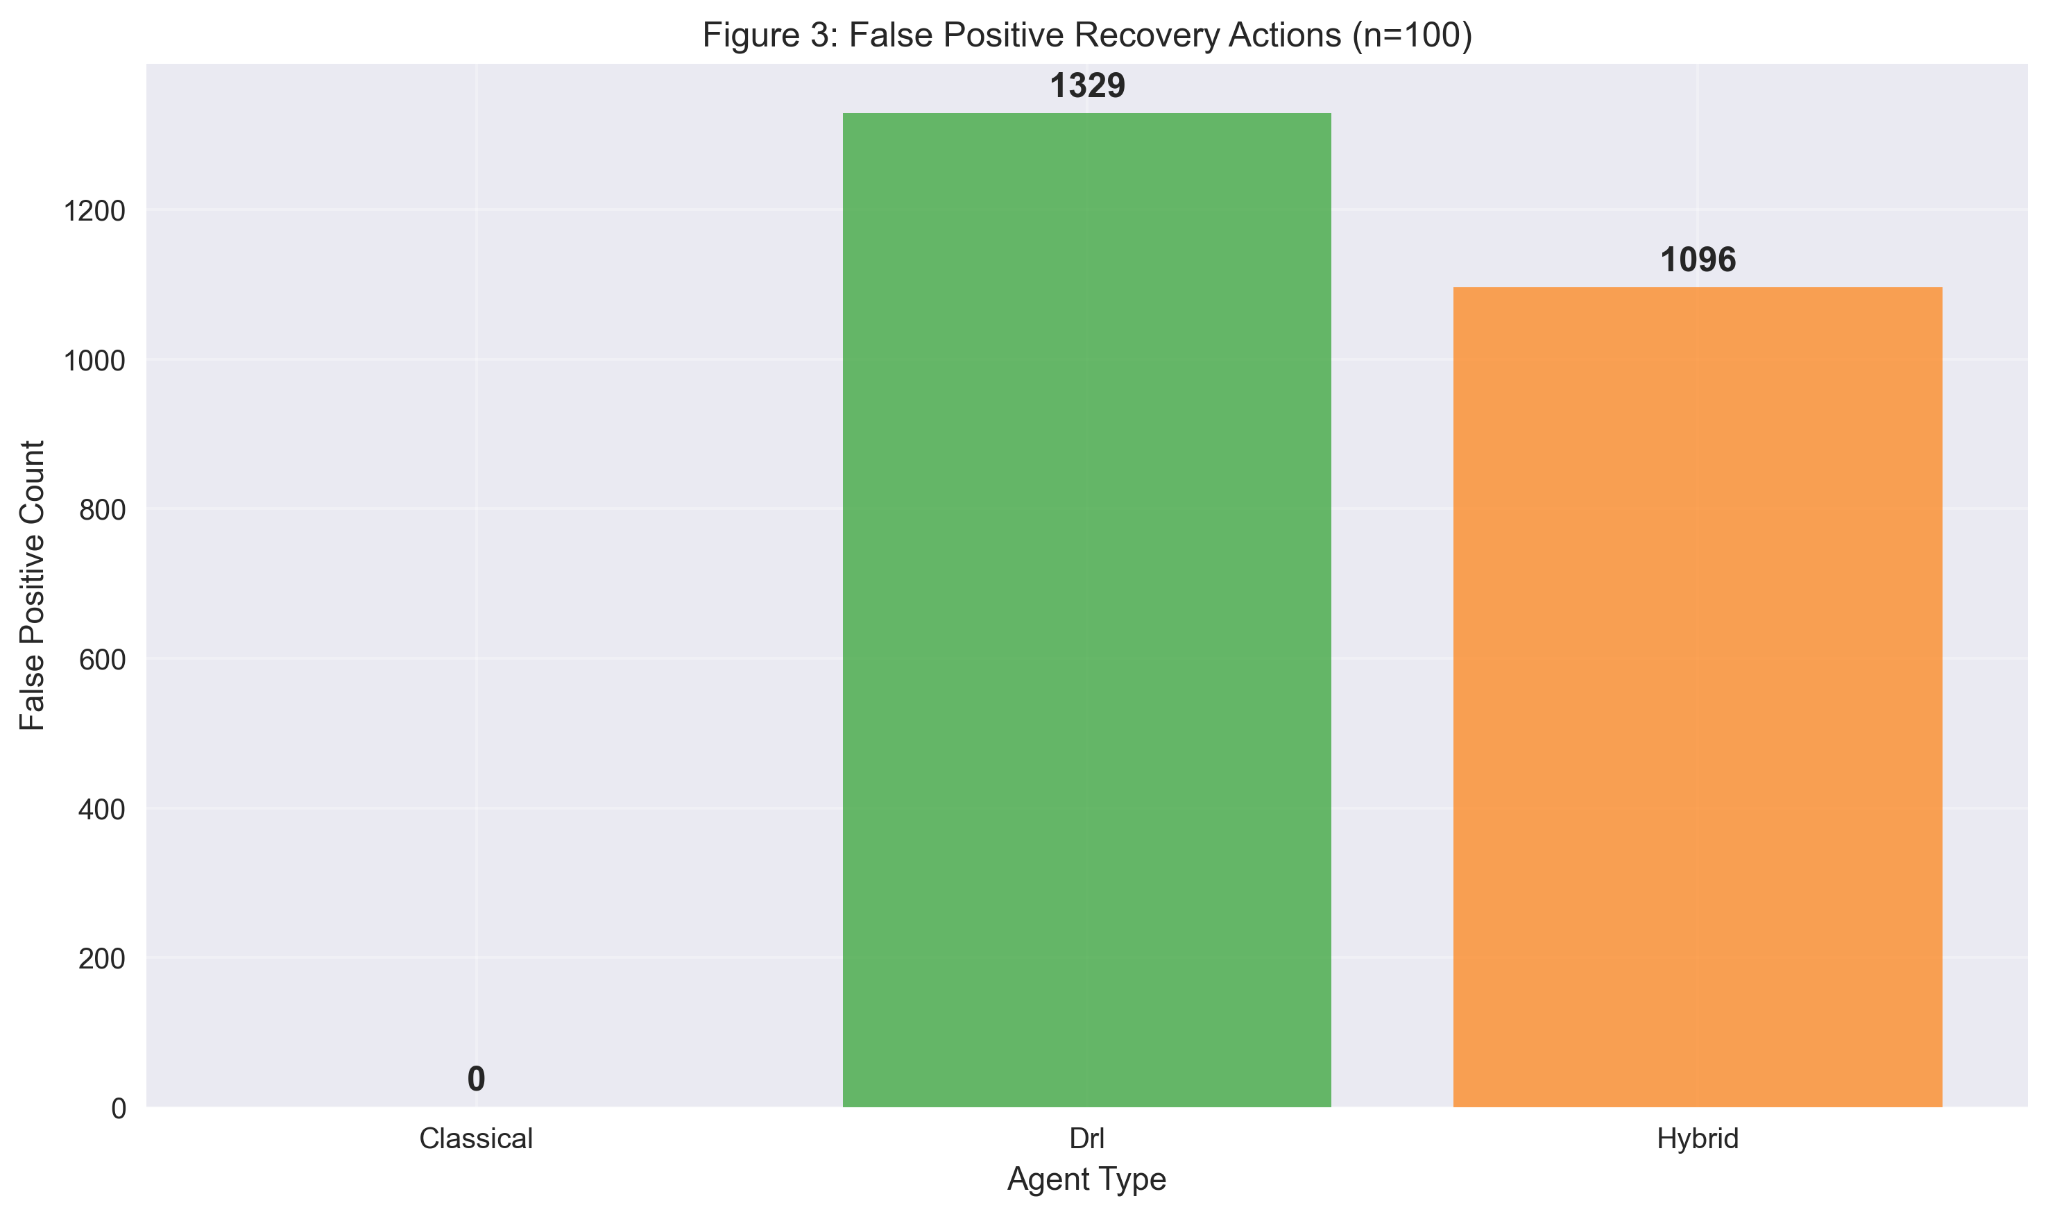 Figure 3: False Positive Recovery Actions (n=100)
1329
1200
1096
1000
800
False Positive Count
600
400
200
0
0
Classical
Drl
Hybrid
Agent Type